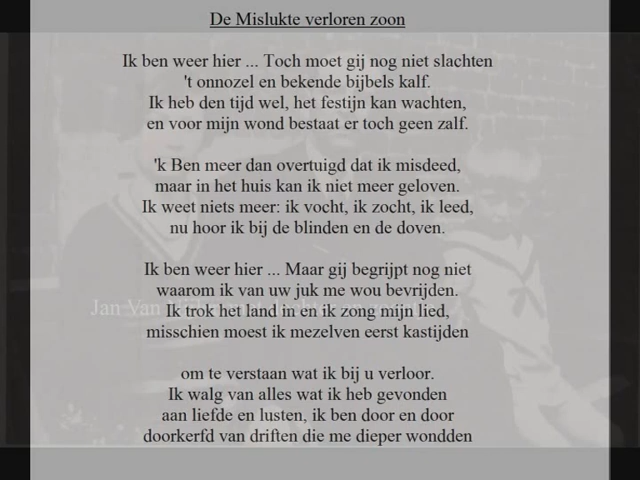 De Mislukte verloren zoon
Ik ben weer hier ... Toch moet gij nog niet slachten
't onnozel en bekende bijbels kalf.
Ik heb den tijd wel, het festijn kan wachten,
en voor mijn wond bestaat er toch geen zalf.
'k Ben meer dan overtuigd dat ik misdeed,
maar in het huis kan ik niet meer geloven.
Ik weet niets meer: ik vocht, ik zocht, ik leed,
nu hoor ik bij de blinden en de doven.
Ik ben weer hier ... Maar gij begrijpt nog niet
waarom ik van uw juk me wou bevrijden.
Jan Van
Ik trok het land in en ik zong mijn lied,
misschien moest ik mezelven eerst kastijden
om te verstaan wat ik bij u verloor.
Ik walg van alles wat ik heb gevonden
aan liefde en lusten, ik ben door en door
doorkerfd van driften die me dieper wondden